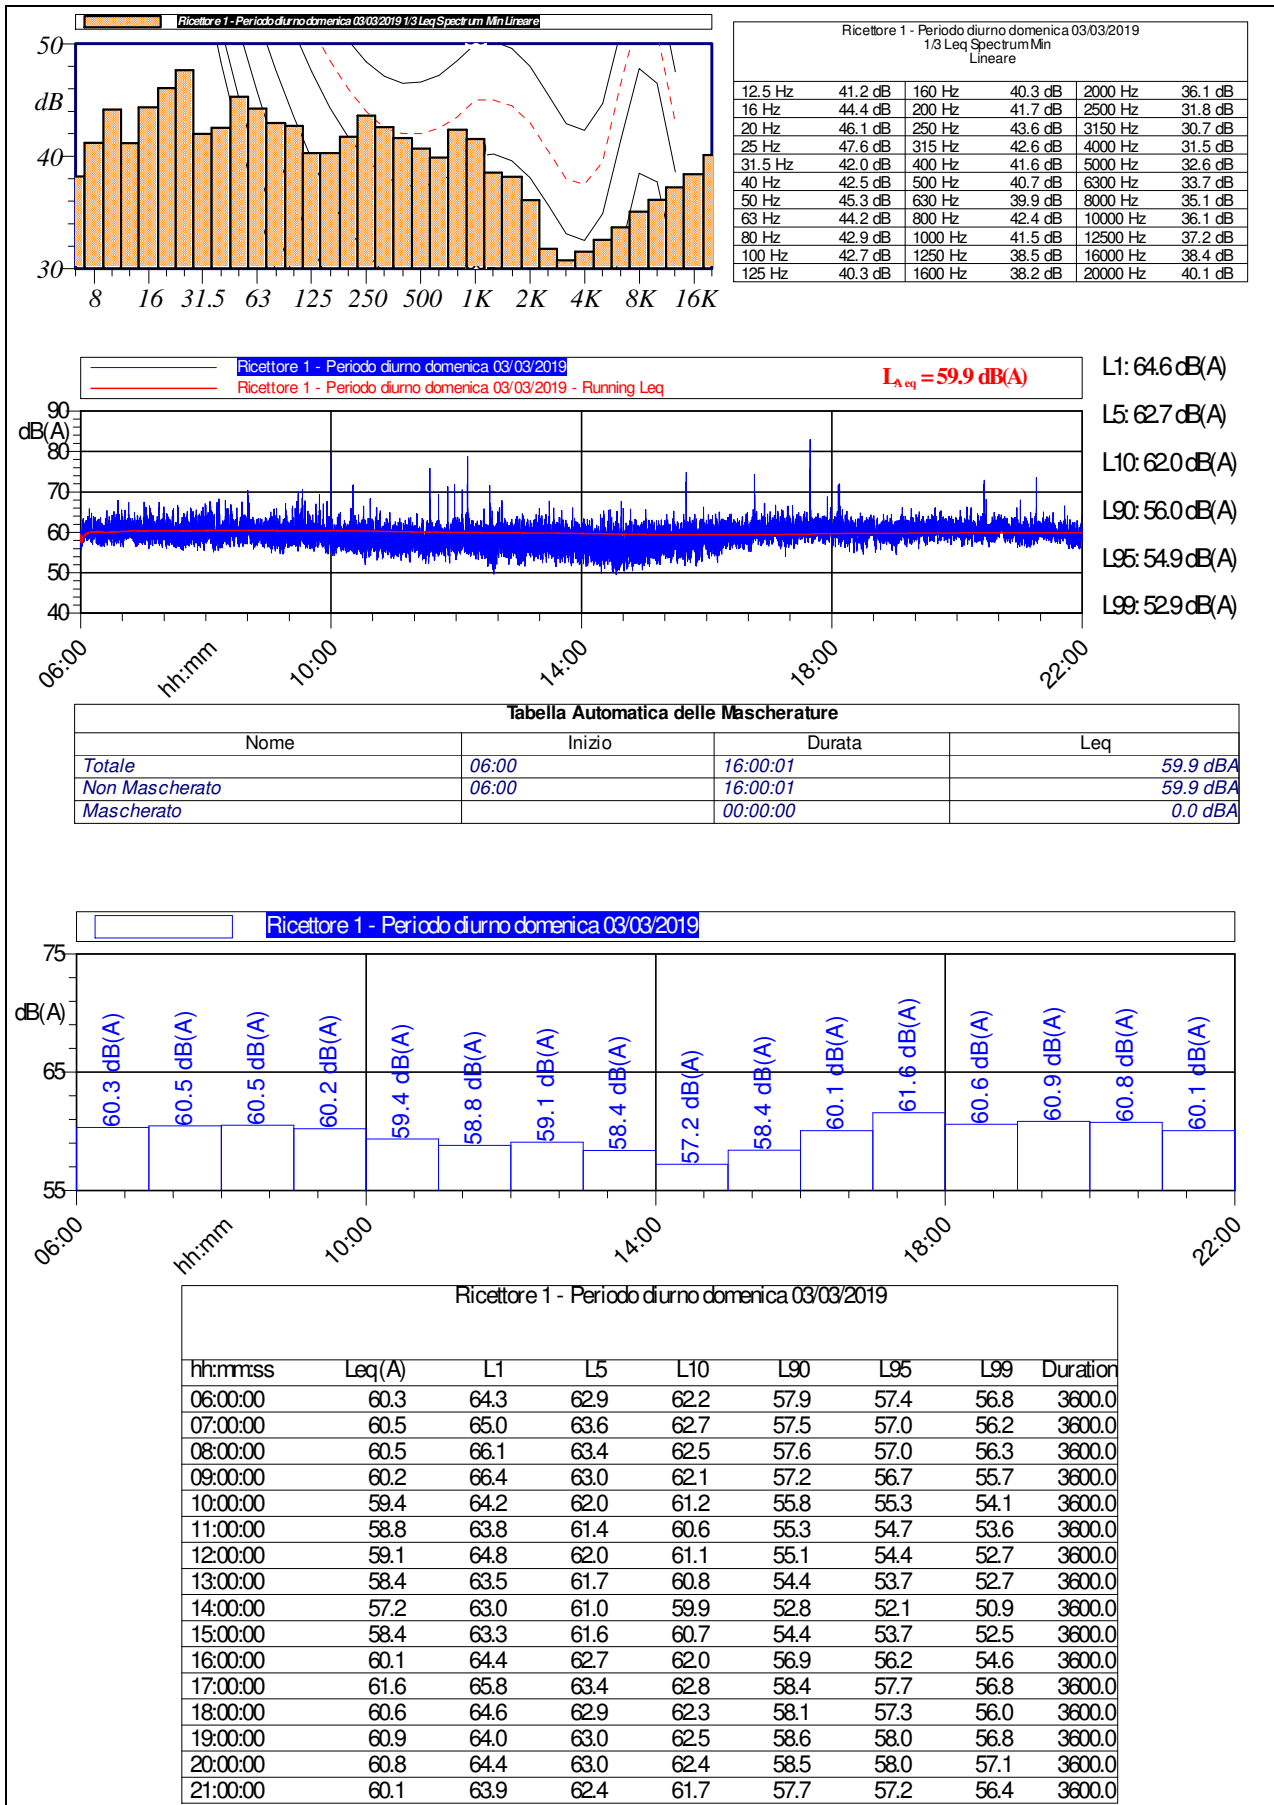 Ricettore 1 - Periodo diurno domenica 03/03/2019 1/3 Leq Spectrum Min Lineare
50
dB
40
30
8 16 31.5 63 125 250 500 1K 2K 4K 8K 16K
Ricettore 1 - Periodo diurno domenica 03/03/2019
1/3 Leq Spectrum Min
Lineare
12.5 Hz 41.2 dB 160 Hz 40.3 dB 2000 Hz 36.1 dB
16 Hz 44.4 dB 200 Hz 41.7 dB 2500 Hz 31.8 dB
20 Hz 46.1 dB 250 Hz 43.6 dB 3150 Hz 30.7 dB
25 Hz 47.6 dB 315 Hz 42.6 dB 4000 Hz 31.5 dB
31.5 Hz 42.0 dB 400 Hz 41.6 dB 5000 Hz 32.6 dB
40 Hz 42.5 dB 500 Hz 40.7 dB 6300 Hz 33.7 dB
50 Hz 45.3 dB 630 Hz 39.9 dB 8000 Hz 35.1 dB
63 Hz 44.2 dB 800 Hz 42.4 dB 10000 Hz 36.1 dB
80 Hz 42.9 dB 1000 Hz 41.5 dB 12500 Hz 37.2 dB
100 Hz 42.7 dB 1250 Hz 38.5 dB 16000 Hz 38.4 dB
125 Hz 40.3 dB 1600 Hz 38.2 dB 20000 Hz 40.1 dB
Ricettore 1 - Periodo diurno domenica 03/03/2019
Ricettore 1 - Periodo diurno domenica 03/03/2019 - Running Leq
LA eq = 59.9 dB(A)
90
dB(A)
80
70
60
50
40
06:00 hh:mm 10:00 14:00 18:00 22:00
L1: 64.6 dB(A)
L5: 62.7 dB(A)
L10: 62.0 dB(A)
L90: 56.0 dB(A)
L95: 54.9 dB(A)
L99: 52.9 dB(A)
Tabella Automatica delle Mascherature
Nome Inizio Durata Leq
Totale 06:00 16:00:01 59.9 dBA
Non Mascherato 06:00 16:00:01 59.9 dBA
Mascherato 00:00:00 0.0 dBA
Ricettore 1 - Periodo diurno domenica 03/03/2019
75
dB(A)
65
55
60.3 dB(A) 60.5 dB(A) 60.5 dB(A) 60.2 dB(A) 59.4 dB(A) 58.8 dB(A) 59.1 dB(A) 58.4 dB(A) 57.2 dB(A) 58.4 dB(A) 60.1 dB(A) 61.6 dB(A) 60.6 dB(A) 60.9 dB(A) 60.8 dB(A) 60.1 dB(A)
06:00 hh:mm 10:00 14:00 18:00 22:00
Ricettore 1 - Periodo diurno domenica 03/03/2019
hh:mm:ss Leq(A) L1 L5 L10 L90 L95 L99 Duration
06:00:00 60.3 64.3 62.9 62.2 57.9 57.4 56.8 3600.0
07:00:00 60.5 65.0 63.6 62.7 57.5 57.0 56.2 3600.0
08:00:00 60.5 66.1 63.4 62.5 57.6 57.0 56.3 3600.0
09:00:00 60.2 66.4 63.0 62.1 57.2 56.7 55.7 3600.0
10:00:00 59.4 64.2 62.0 61.2 55.8 55.3 54.1 3600.0
11:00:00 58.8 63.8 61.4 60.6 55.3 54.7 53.6 3600.0
12:00:00 59.1 64.8 62.0 61.1 55.1 54.4 52.7 3600.0
13:00:00 58.4 63.5 61.7 60.8 54.4 53.7 52.7 3600.0
14:00:00 57.2 63.0 61.0 59.9 52.8 52.1 50.9 3600.0
15:00:00 58.4 63.3 61.6 60.7 54.4 53.7 52.5 3600.0
16:00:00 60.1 64.4 62.7 62.0 56.9 56.2 54.6 3600.0
17:00:00 61.6 65.8 63.4 62.8 58.4 57.7 56.8 3600.0
18:00:00 60.6 64.6 62.9 62.3 58.1 57.3 56.0 3600.0
19:00:00 60.9 64.0 63.0 62.5 58.6 58.0 56.8 3600.0
20:00:00 60.8 64.4 63.0 62.4 58.5 58.0 57.1 3600.0
21:00:00 60.1 63.9 62.4 61.7 57.7 57.2 56.4 3600.0